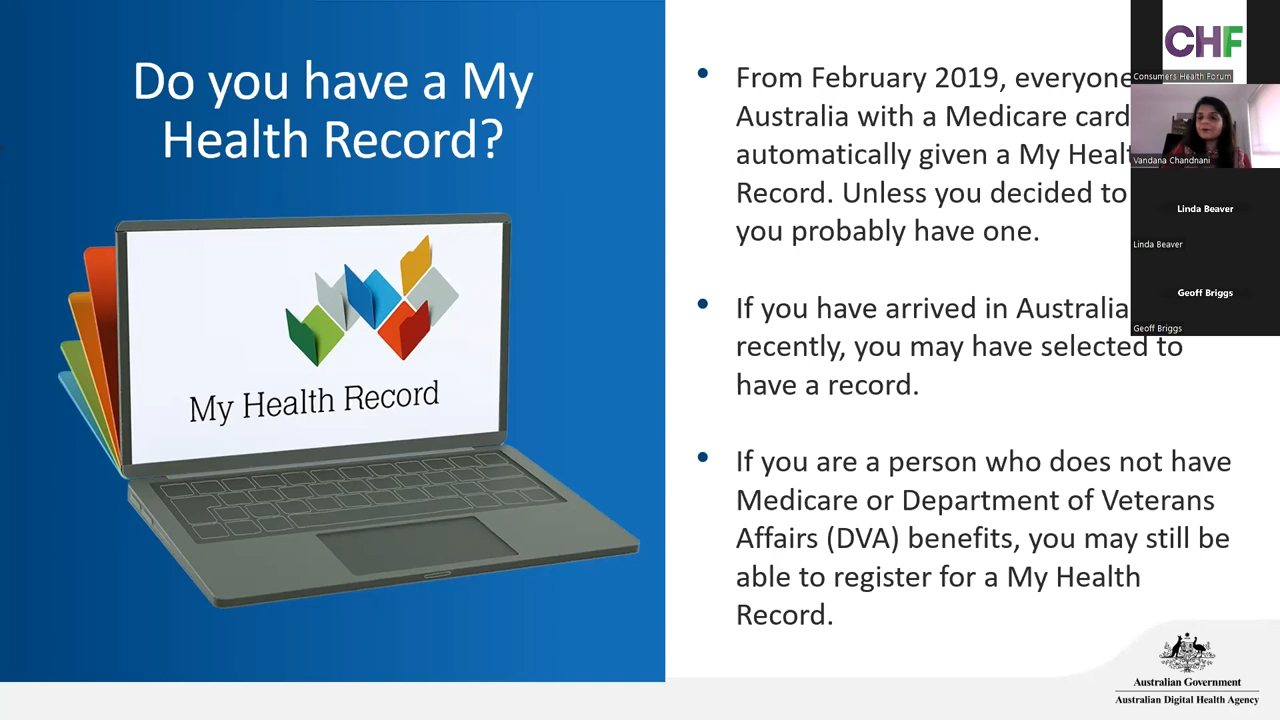 Do you have a My
Health Record?
My Health Record
• From February 2019, everyone
Australia with a Medicare card
automatically given a My
Record. Unless you decided to
you probably have one.
• If you have arrived in Australia
recently, you may have selected to
have a record.
• If you are a person who does not have
Medicare or Department of Veterans
Affairs (DVA) benefits, you may still be
able to register for a My Health
Record.
CHF
Consumers Health Forum
Vandana Chandnani
Linda Beaver
Linda Beaver
Geoff Briggs
Geoff Briggs
Australian Government
Australian Digital Health Agency